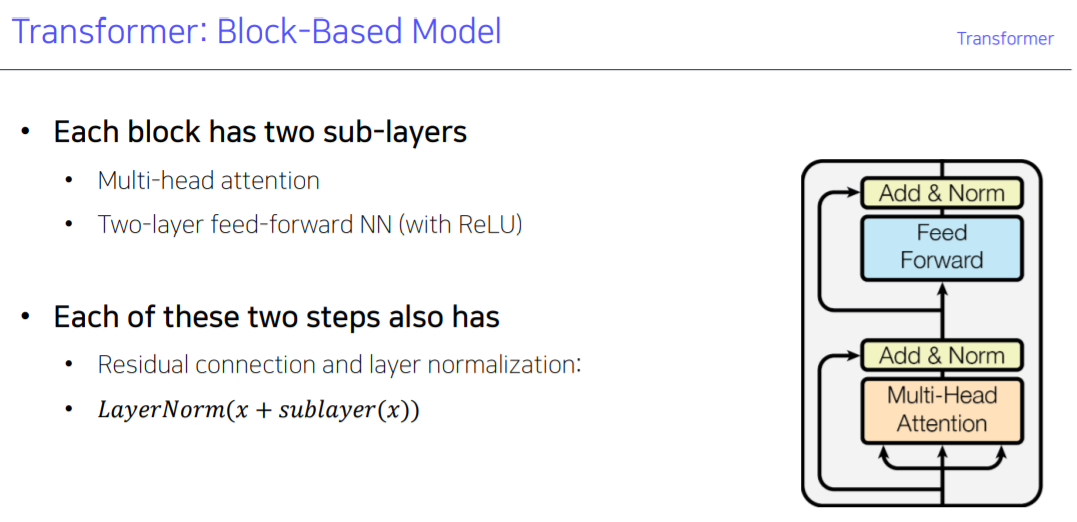 Transformer: Block-Based Model
Transformer
• Each block has two sub-layers
• Multi-head attention
• Two-layer feed-forward NN (with ReLU)
• Each of these two steps also has
• Residual connection and layer normalization:
• LayerNorm(x + sublayer(x))
Add & Norm
Feed
Forward
Add & Norm
Multi-Head
Attention